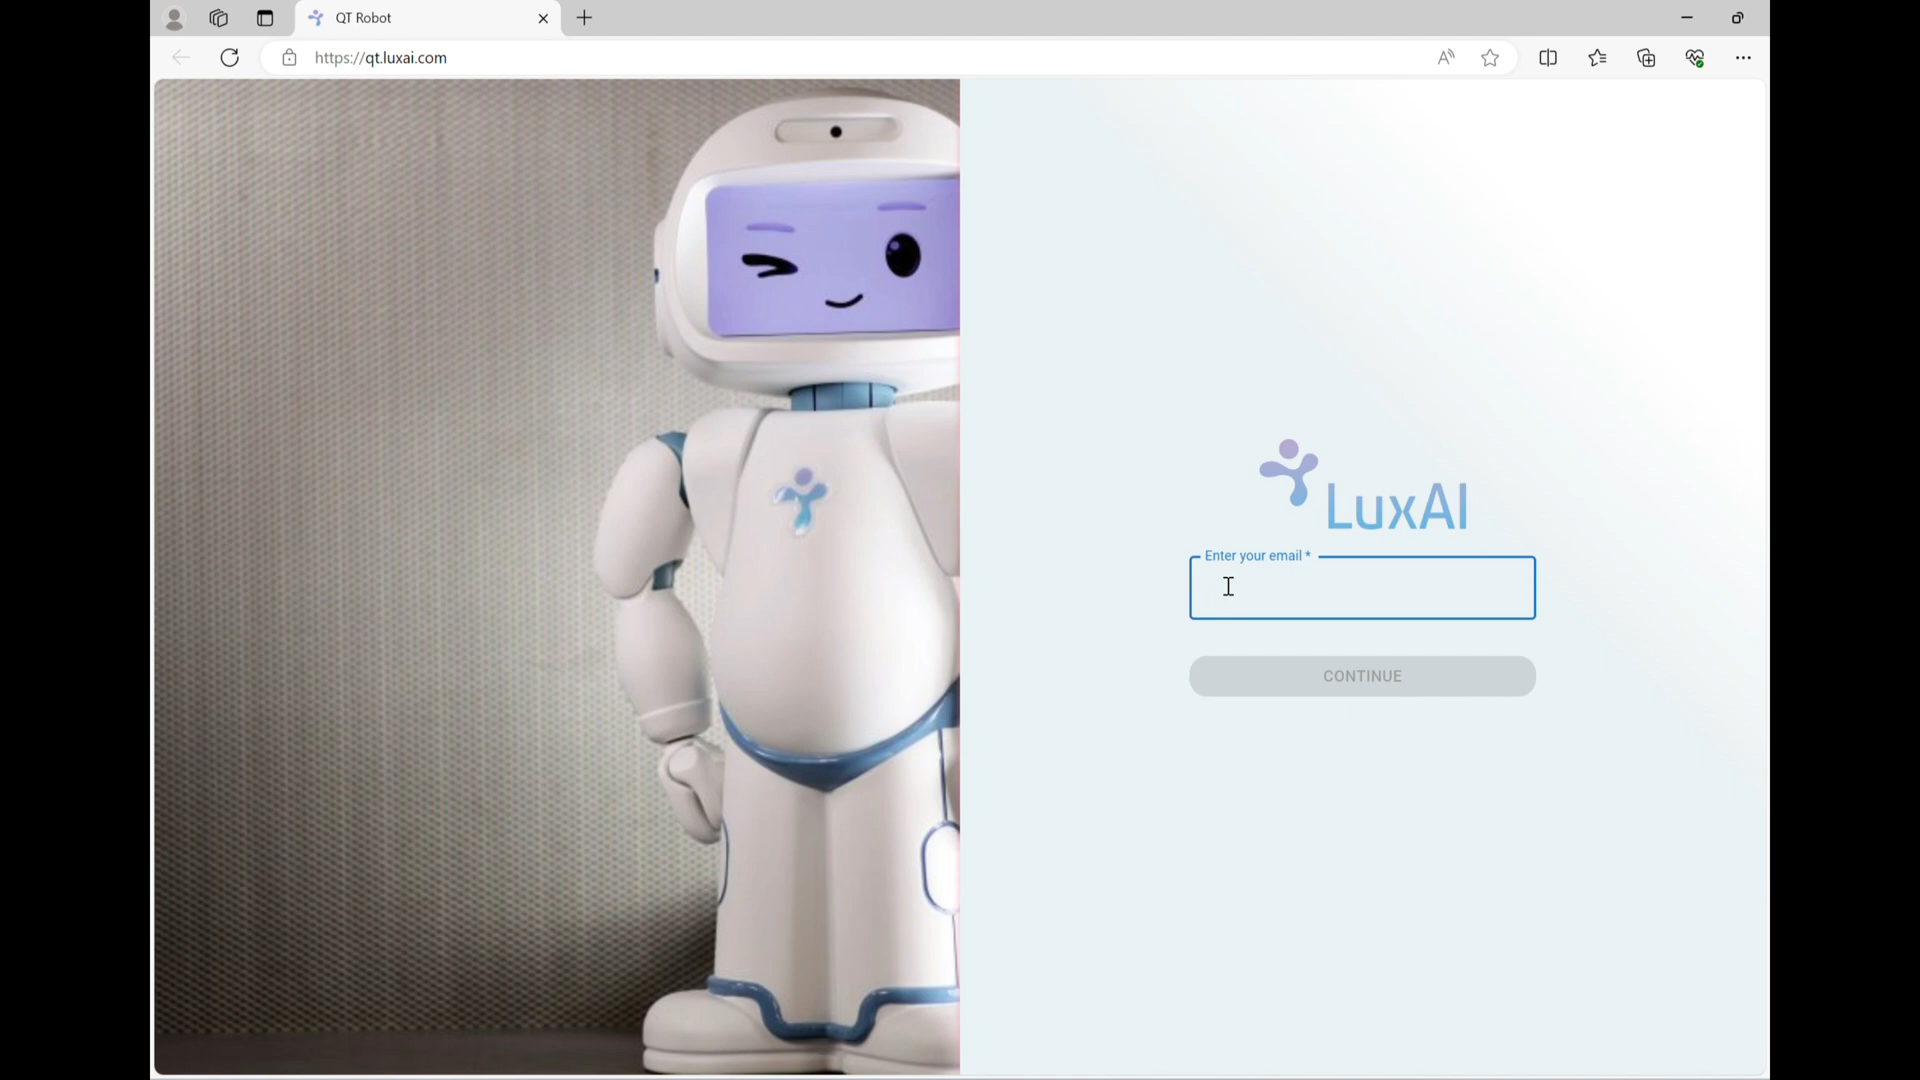 QT Robot
https://qt.luxai.com
LuxAI
Enter your email *
CONTINUE